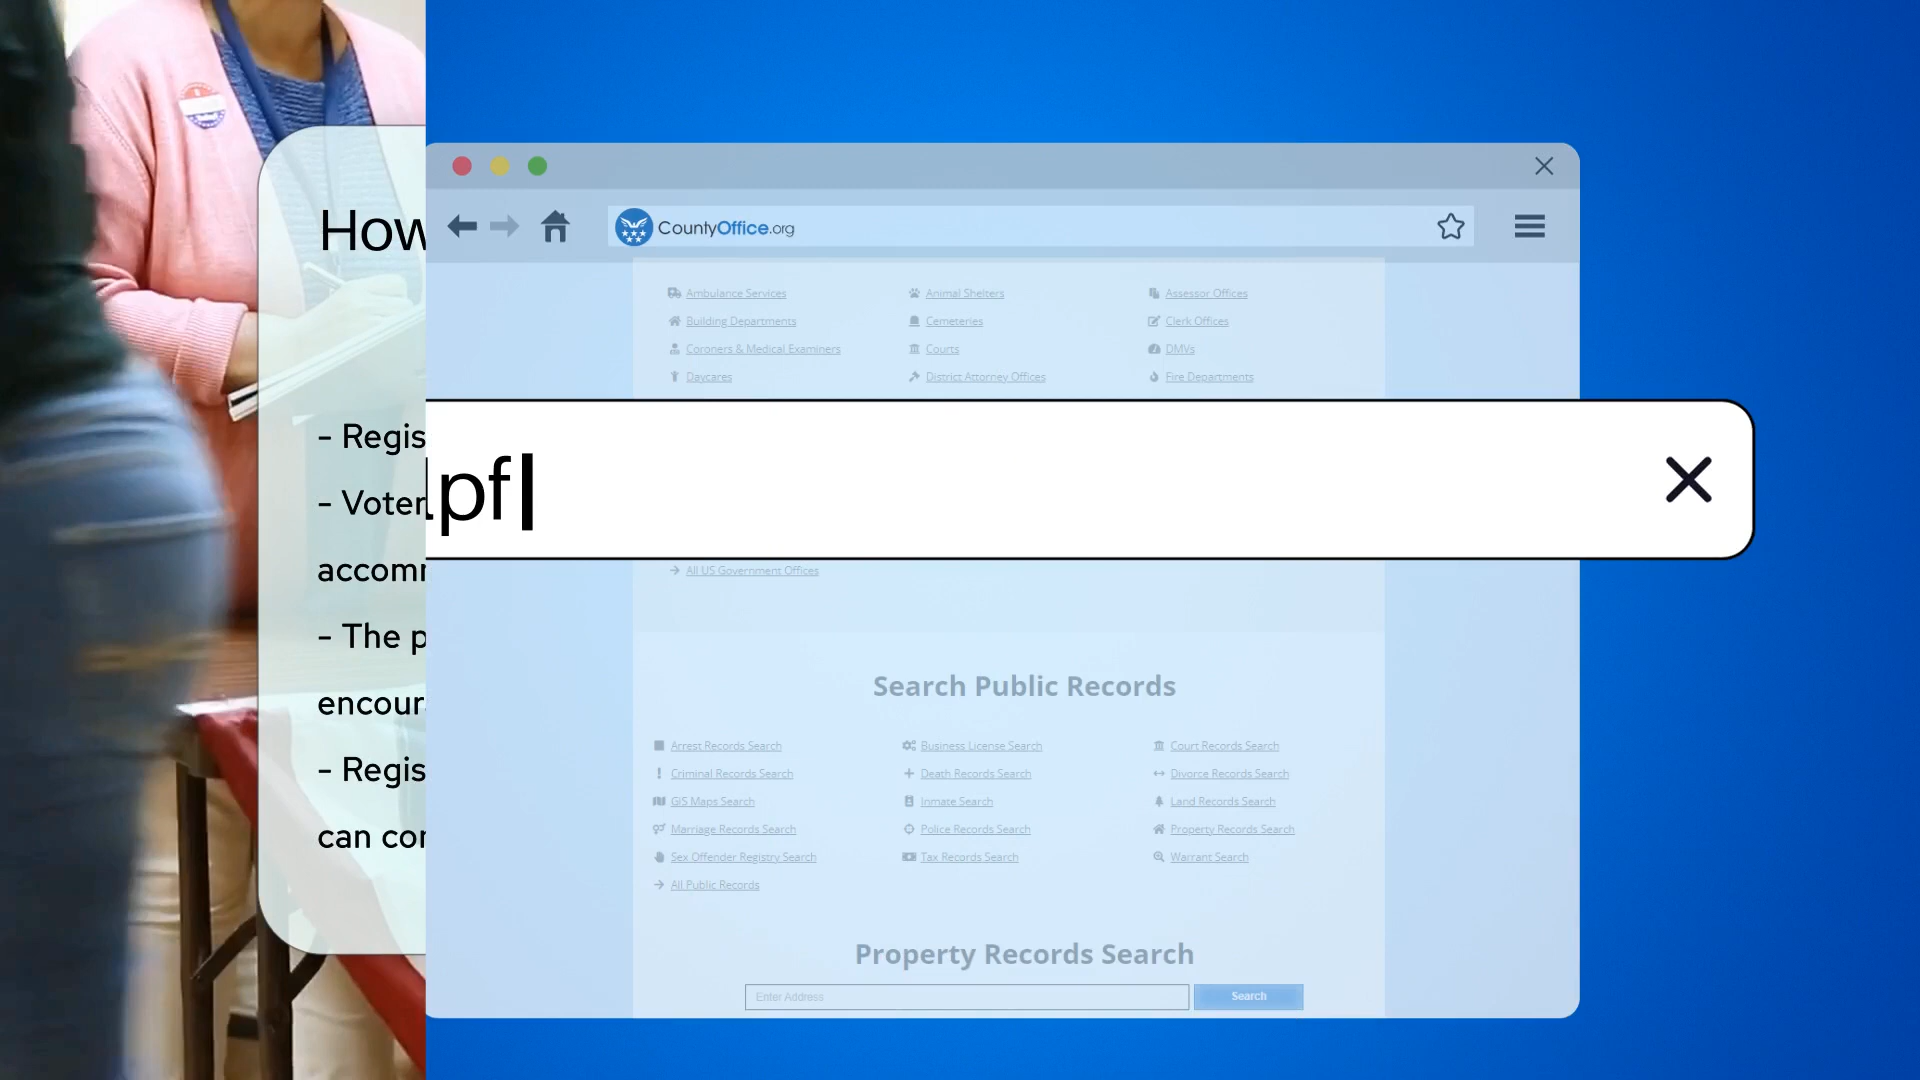 How
- Regis
- Voter
accom
- The p
encour
- Regis
can co
CountyOffice.org
Ambulance Services
Animal Shelters
Assessor Offices
Building Departments
Cemeteries
Clerk Offices
Coroners & Medical Examiners
Courts
DMVs
Daycares
District Attorney Offices
Fire Departments
lpf
All US Government Offices
Search Public Records
Arrest Records Search
Business License Search
Court Records Search
Criminal Records Search
Death Records Search
Divorce Records Search
GIS Maps Search
Inmate Search
Land Records Search
Marriage Records Search
Police Records Search
Property Records Search
Sex Offender Registry Search
Tax Records Search
Warrant Search
All Public Records
Property Records Search
Enter Address
Search